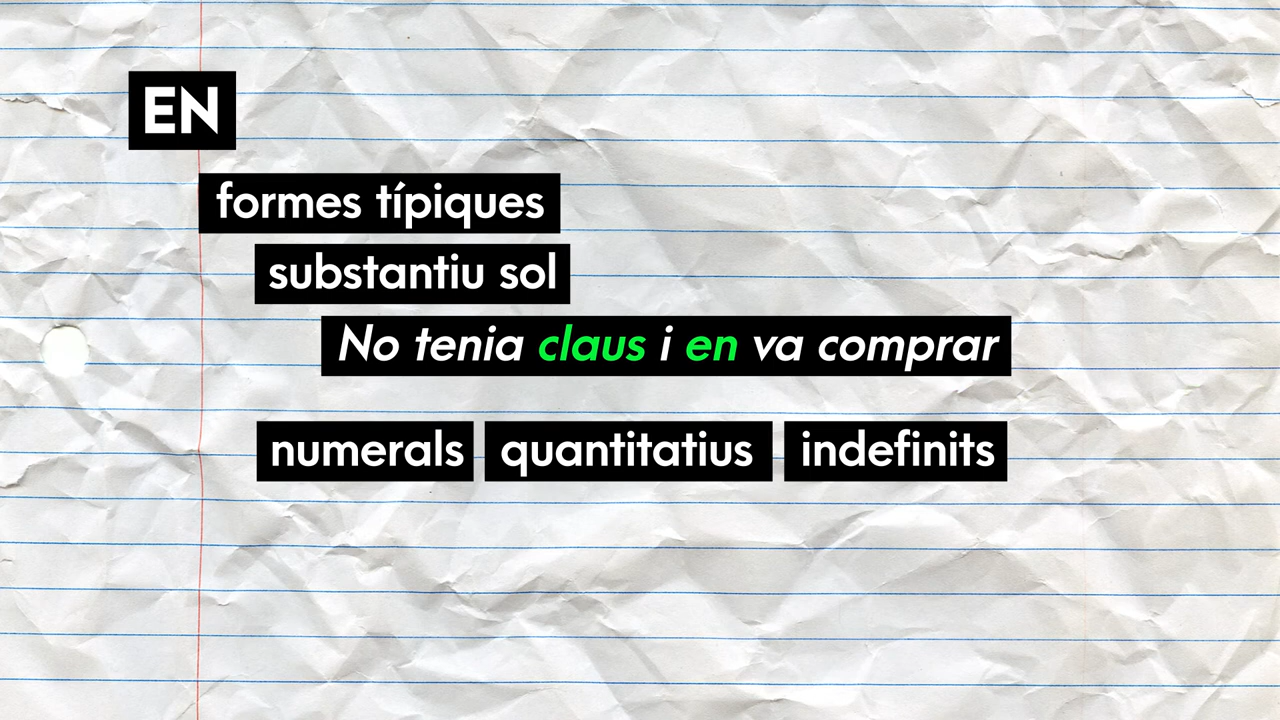 EN
formes típiques
substantiu sol
No tenia claus i en va comprar
numerals quantitatius indefinits